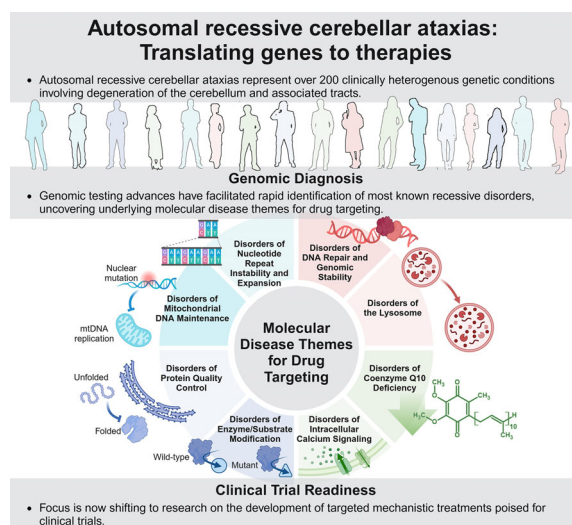 Autosomal recessive cerebellar ataxias:
Translating genes to therapies
• Autosomal recessive cerebellar ataxias represent over 200 clinically heterogenous genetic conditions
involving degeneration of the cerebellum and associated tracts.
Genomic Diagnosis
• Genomic testing advances have facilitated rapid identification of most known recessive disorders,
uncovering underlying molecular disease themes for drug targeting.
Disorders of
Nucleotide
Repeat
Instability and
Expansion
Disorders of
DNA Repair and
Genomic
Stability
Disorders of
the Lysosome
Disorders of
Coenzyme Q10
Deficiency
CH₃O
CH₃O
O
O
CH₃
CH₃
H
10
Disorders of
Intracellular
Calcium Signaling
Disorders of
Enzyme/Substrate
Modification
Wild-type
Mutant
Disorders of
Protein Quality
Control
Unfolded
Folded
Disorders of
Mitochondrial
DNA Maintenance
Nuclear
mutation
mtDNA
replication
Molecular
Disease Themes
for Drug
Targeting
Clinical Trial Readiness
• Focus is now shifting to research on the development of targeted mechanistic treatments poised for
clinical trials.